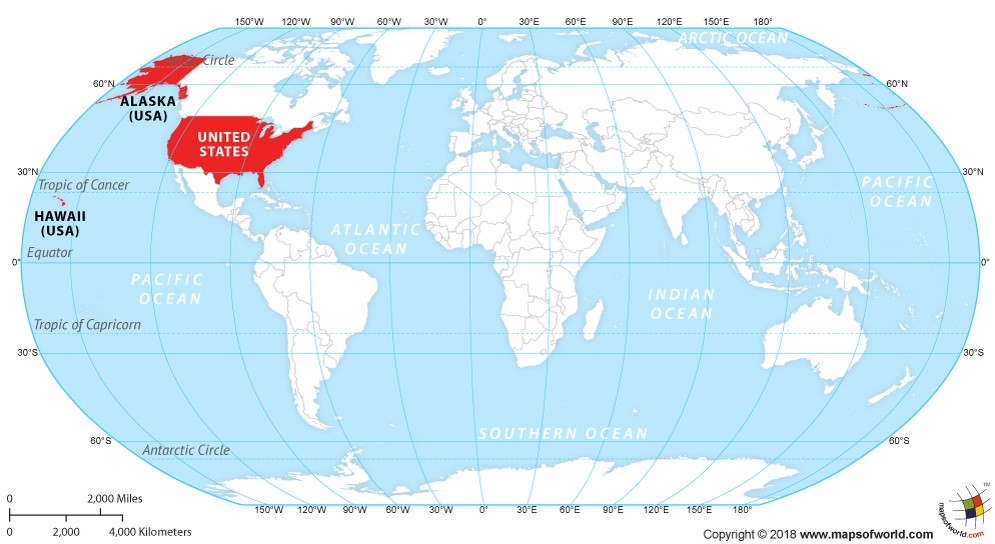 150°W 120°W 90°W 60°W 30°W 0° 30°E 60°E 90°E 120°E 150°E 180°
ARCTIC OCEAN
Arctic Circle
60°N 60°N
ALASKA
(USA)
UNITED
STATES
30°N 30°N
Tropic of Cancer
PACIFIC
OCEAN
HAWAII
(USA)
ATLANTIC
OCEAN
Equator
0° 0°
PACIFIC
OCEAN
INDIAN
OCEAN
Tropic of Capricorn
30°S 30°S
SOUTHERN OCEAN
60°S 60°S
Antarctic Circle
150°W 120°W 90°W 60°W 30°W 0° 30°E 60°E 90°E 120°E 150°E 180°
0 2,000 Miles
0 2,000 4,000 Kilometers
TM
mapsofworld.com
Copyright © 2018 www.mapsofworld.com